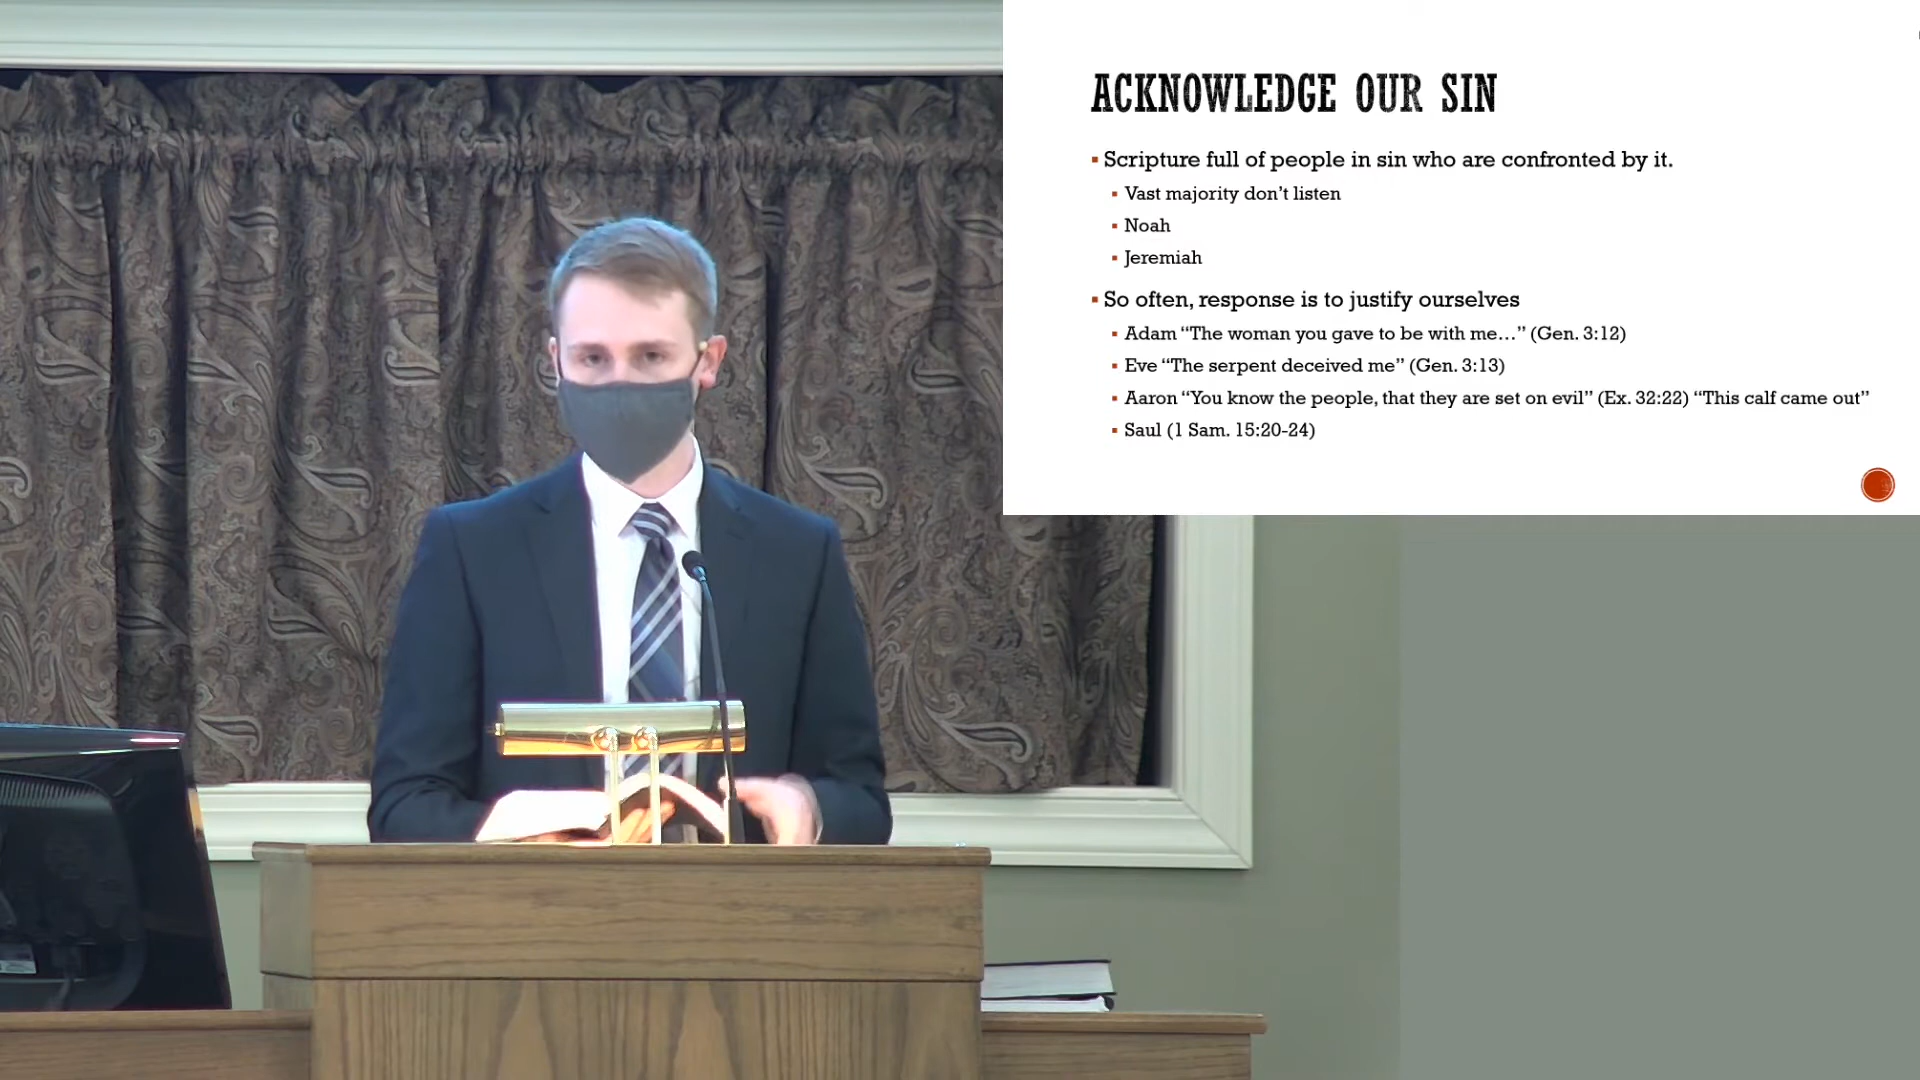 ACKNOWLEDGE OUR SIN
Scripture full of people in sin who are confronted by it.
Vast majority don’t listen
Noah
Jeremiah
So often, response is to justify ourselves
Adam “The woman you gave to be with me…” (Gen. 3:12)
Eve “The serpent deceived me” (Gen. 3:13)
Aaron “You know the people, that they are set on evil” (Ex. 32:22) “This calf came out”
Saul (1 Sam. 15:20-24)